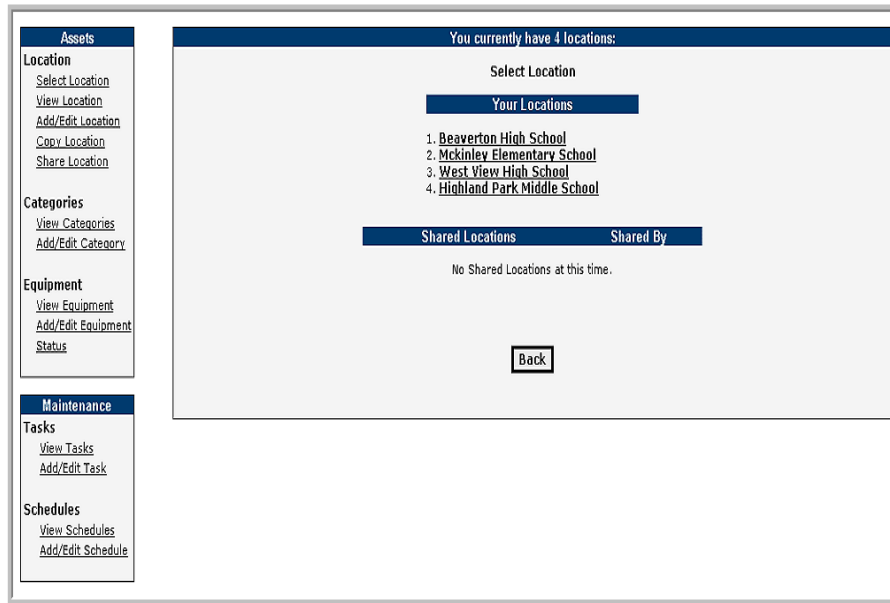 Assets
Location
Select Location
View Location
Add/Edit Location
Copy Location
Share Location
Categories
View Categories
Add/Edit Category
Equipment
View Equipment
Add/Edit Equipment
Status
Maintenance
Tasks
View Tasks
Add/Edit Task
Schedules
View Schedules
Add/Edit Schedule
You currently have 4 locations:
Select Location
Your Locations
1. Beaverton High School
2. Mckinley Elementary School
3. West View High School
4. Highland Park Middle School
Shared Locations Shared By
No Shared Locations at this time.
Back